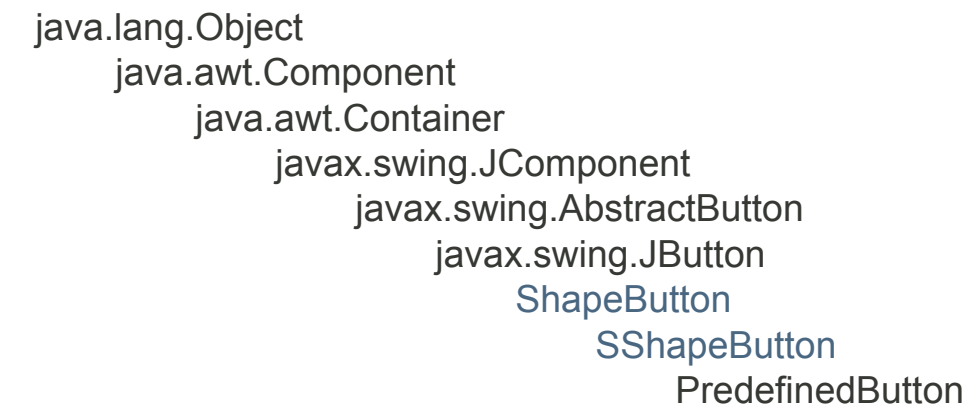 java.lang.Object
java.awt.Component
java.awt.Container
javax.swing.JComponent
javax.swing.AbstractButton
javax.swing.JButton
ShapeButton
SShapeButton
PredefinedButton